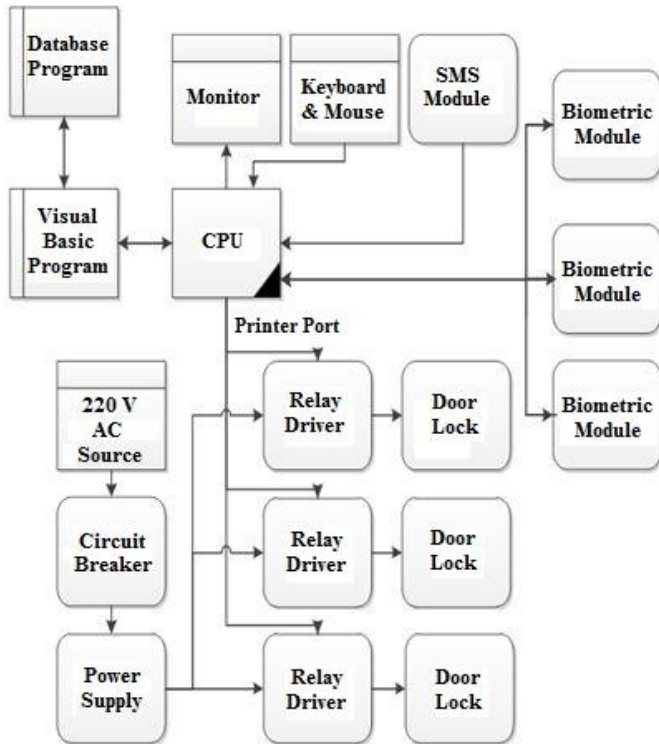 Database
Program
Monitor
Keyboard
& Mouse
SMS
Module
Biometric
Module
Visual
Basic
Program
CPU
Biometric
Module
Printer Port
220 V
AC
Source
Relay
Driver
Door
Lock
Biometric
Module
Circuit
Breaker
Relay
Driver
Door
Lock
Power
Supply
Relay
Driver
Door
Lock